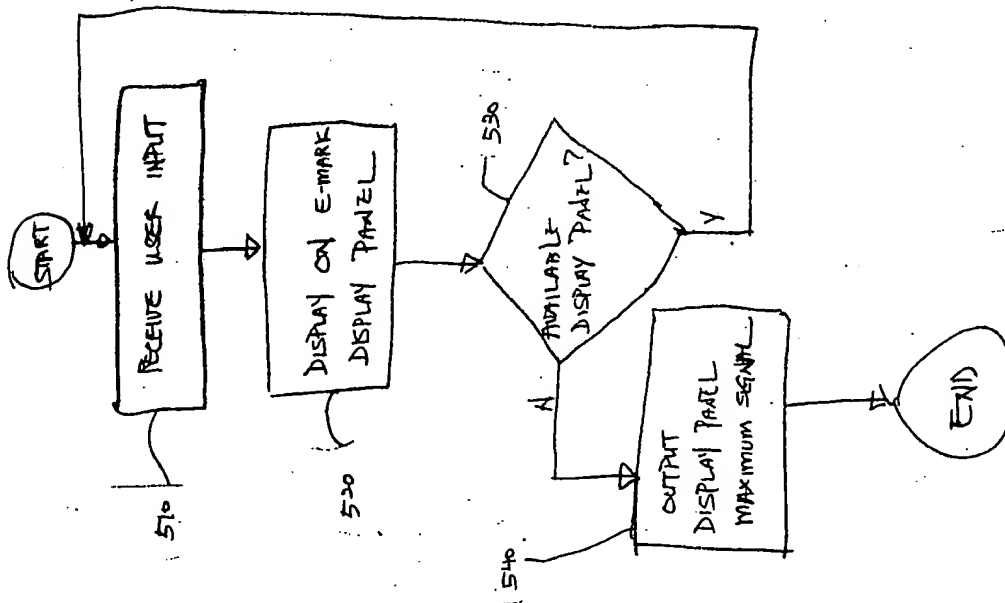 START
RECEIVE USER INPUT
510
DISPLAY ON E-MARK
DISPLAY PANEL
520
AVAILABLE
DISPLAY PANEL?
530
Y
N
OUTPUT
DISPLAY PANEL
MAXIMUM SIGNAL
540
END